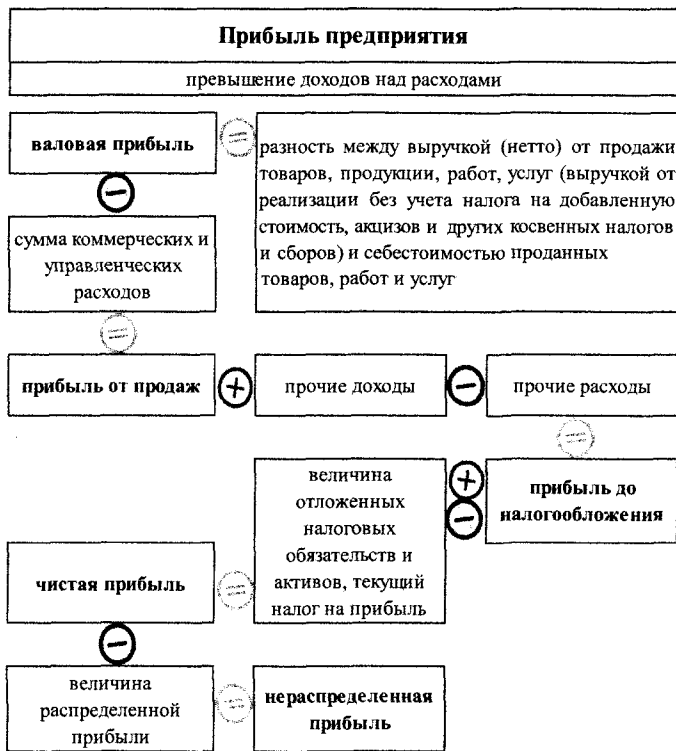 Прибыль предприятия
превышение доходов над расходами
валовая прибыль
=
разность между выручкой (нетто) от продажи
товаров, продукции, работ, услуг (выручкой от
реализации без учета налога на добавленную
стоимость, акцизов и других косвенных налогов
и сборов) и себестоимостью проданных
товаров, работ и услуг
−
сумма коммерческих и
управленческих
расходов
=
прибыль от продаж
+
прочие доходы
−
прочие расходы
=
прибыль до
налогообложения
+
−
величина
отложенных
налоговых
обязательств и
активов, текущий
налог на прибыль
=
чистая прибыль
−
величина
распределенной
прибыли
=
нераспределенная
прибыль